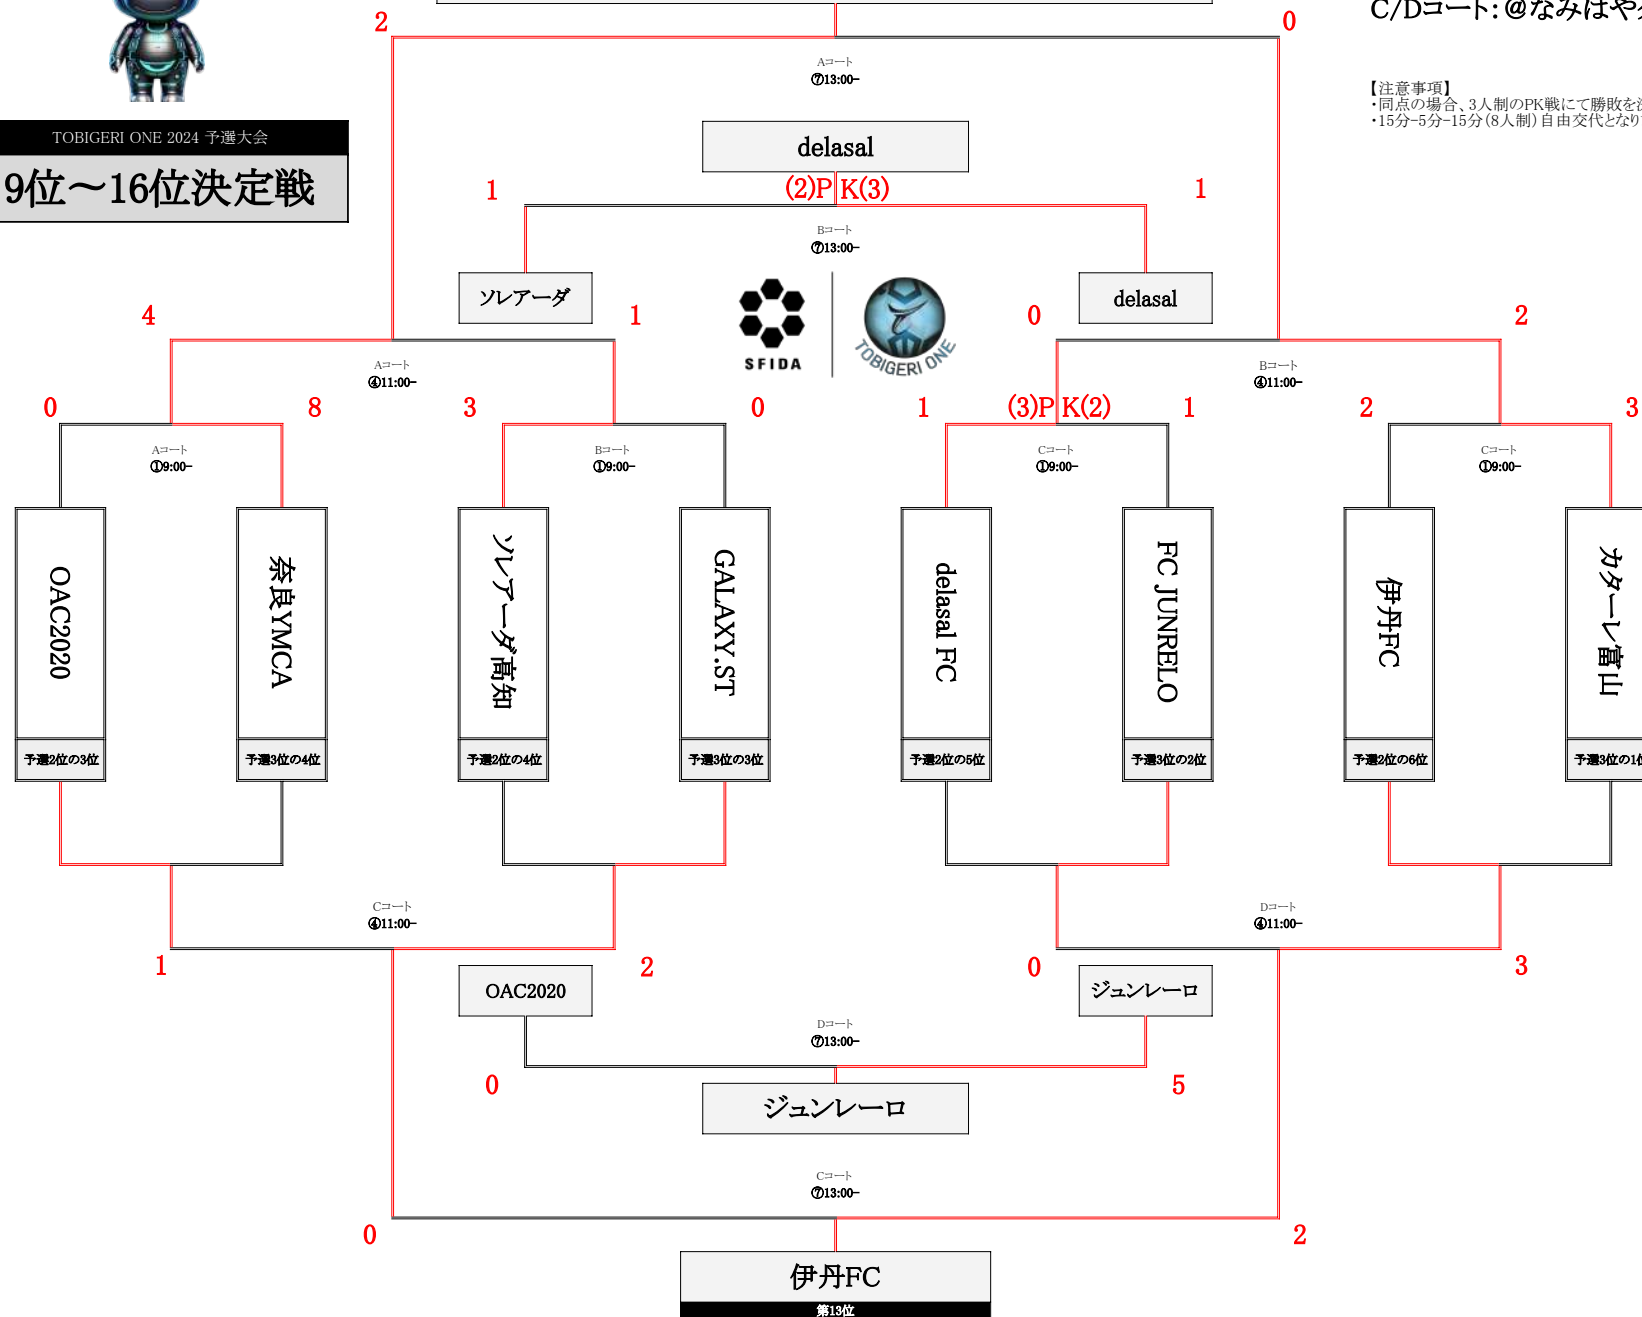 2
0
C/Dコート:@なみはや
Aコート
⑦13:00-
【注意事項】
・同点の場合、3人制のPK戦にて勝敗を
・15分-5分-15分(8人制)自由交代となり
TOBIGERI ONE 2024 予選大会
9位～16位決定戦
delasal
1
(2)P K(3)
1
Bコート
⑦13:00-
ソレアーダ
delasal
SFIDA
TOBIGERI ONE
4
1
0
2
Aコート
④11:00-
Bコート
④11:00-
0
8
3
0
1
(3)P K(2)
1
2
3
Aコート
①9:00-
Bコート
①9:00-
Cコート
①9:00-
Cコート
①9:00-
OAC2020
奈良YMCA
ソレアーダ高知
GALAXY.ST
delasal FC
FC JUNRELO
伊丹FC
カターレ富山
予選2位の3位
予選3位の4位
予選2位の4位
予選3位の3位
予選2位の5位
予選3位の2位
予選2位の6位
予選3位の1位
Cコート
④11:00-
Dコート
④11:00-
1
2
0
3
OAC2020
ジュンレーロ
Dコート
⑦13:00-
0
5
ジュンレーロ
Cコート
⑦13:00-
0
2
伊丹FC
第13位